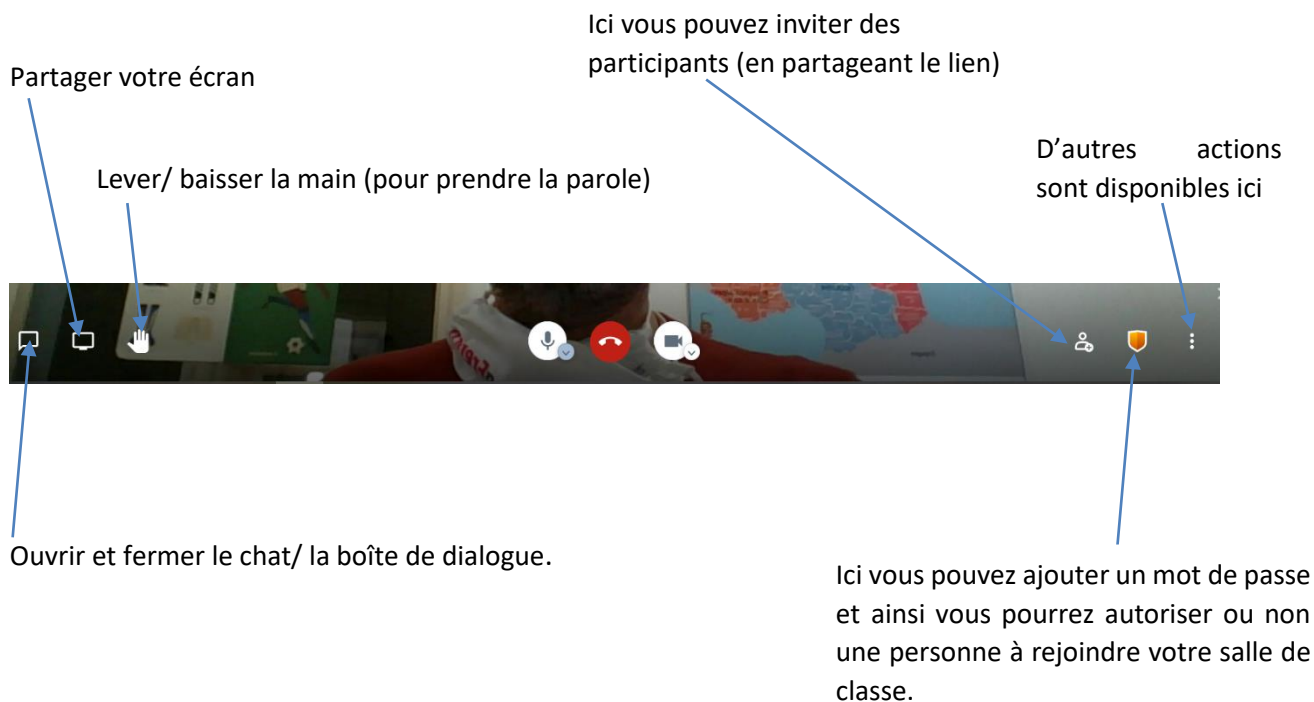 Ici vous pouvez inviter des
participants (en partageant le lien)
Partager votre écran
D’autres actions
sont disponibles ici
Lever/ baisser la main (pour prendre la parole)
Ouvrir et fermer le chat/ la boîte de dialogue.
Ici vous pouvez ajouter un mot de passe
et ainsi vous pourrez autoriser ou non
une personne à rejoindre votre salle de
classe.